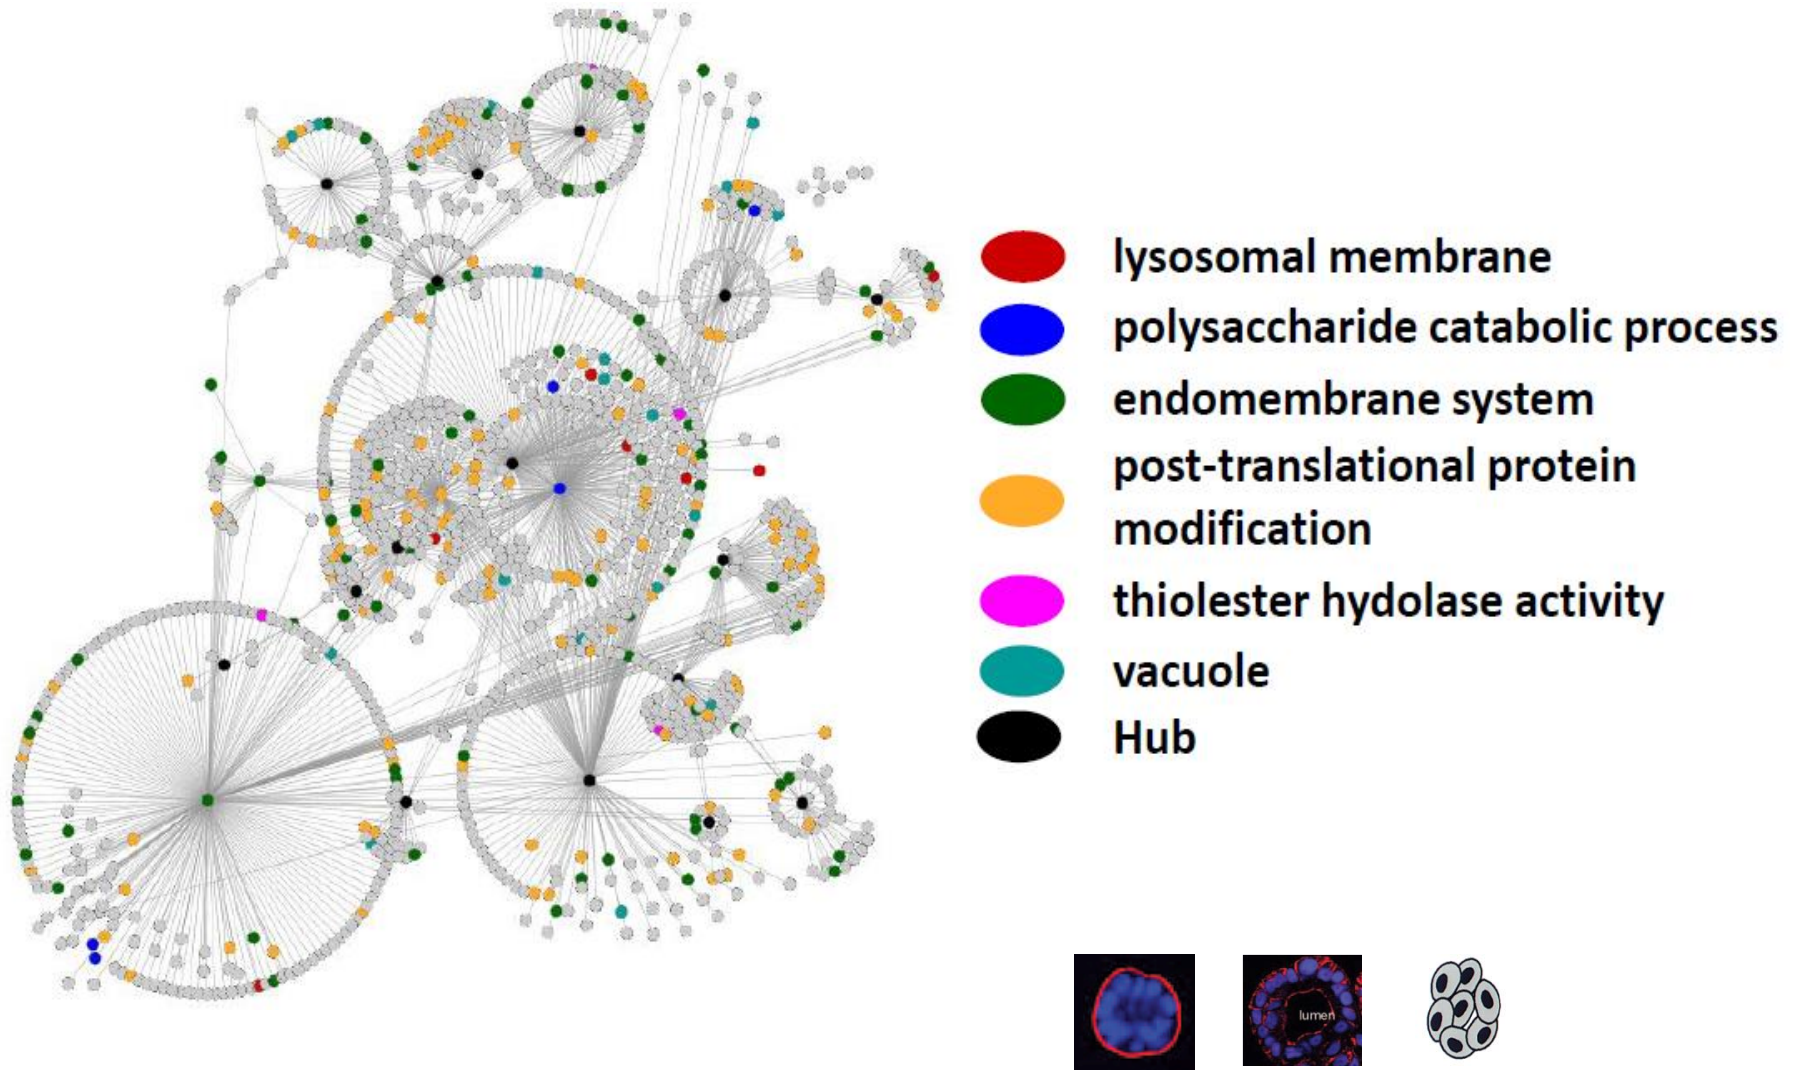 lysosomal membrane
polysaccharide catabolic process
endomembrane system
post-translational protein
modification
thiolester hydolase activity
vacuole
Hub
lumen